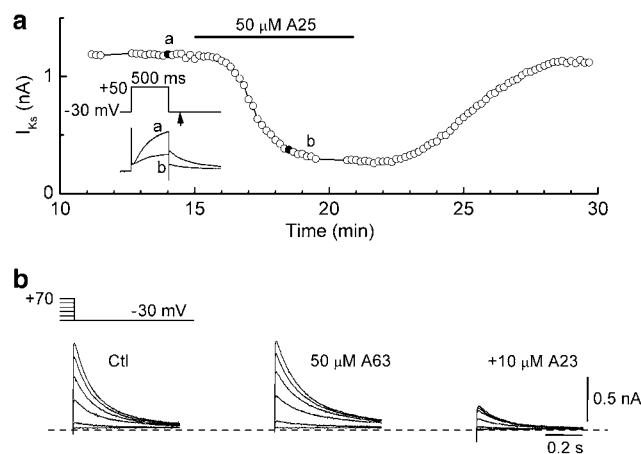 a
50 μM A25
a
1
500 ms
+50
-30 mV
I_Ks (nA)
a
b
b
0
10 15 20 25 30
Time (min)
b
+70
-30 mV
Ctl
50 μM A63
+10 μM A23
0.5 nA
0.2 s